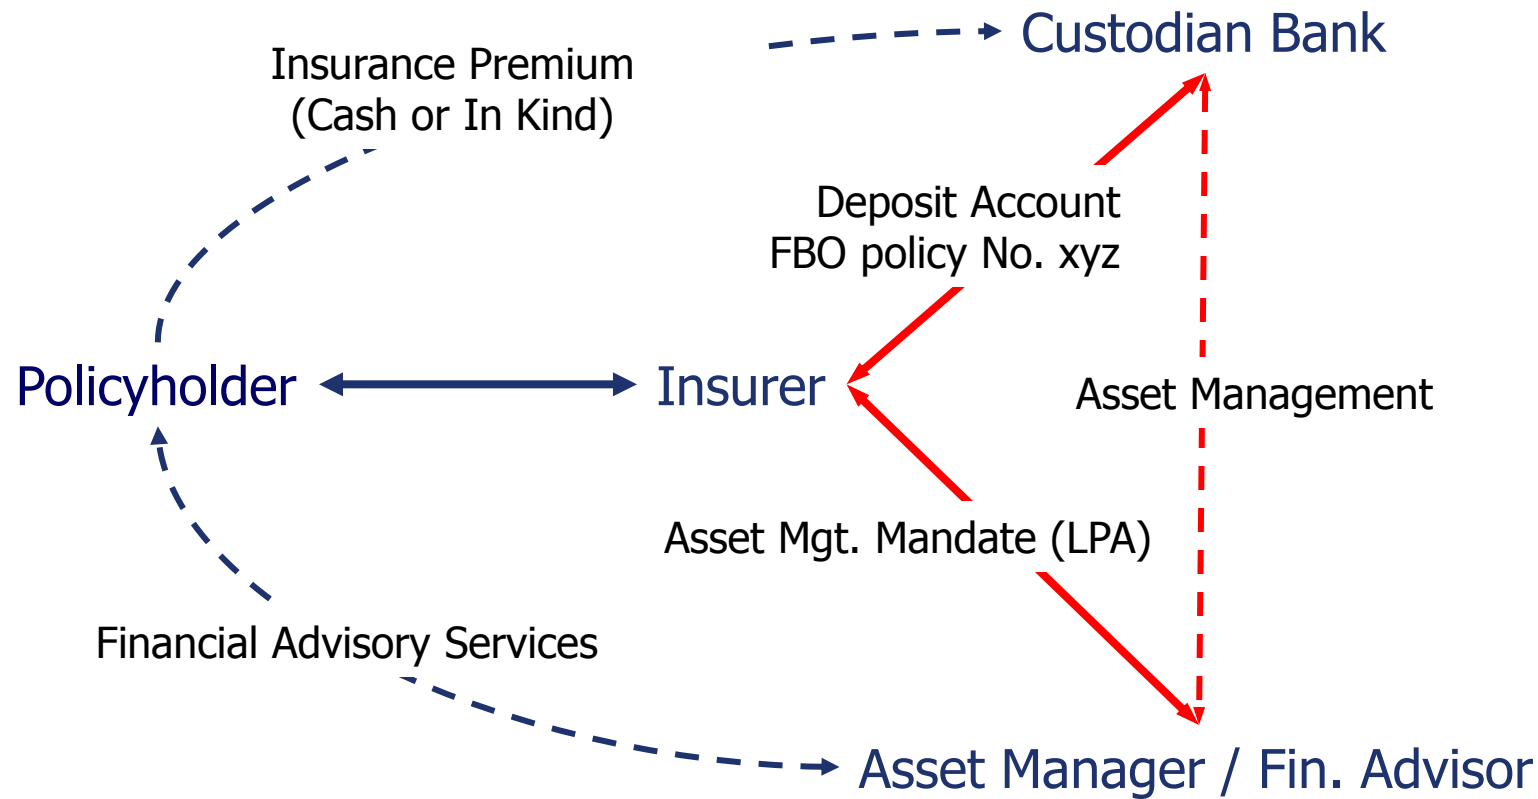 Custodian Bank
Insurance Premium
(Cash or In Kind)
Deposit Account
FBO policy No. xyz
Policyholder
Insurer
Asset Management
Asset Mgt. Mandate (LPA)
Financial Advisory Services
Asset Manager / Fin. Advisor